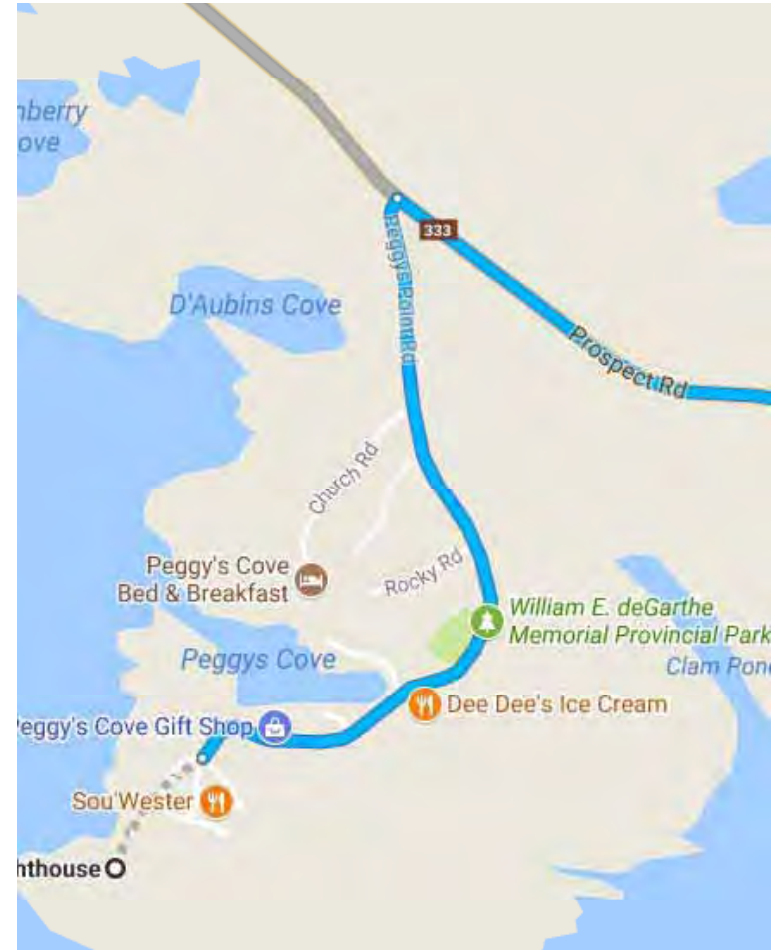 nberry
ove
333
Peggys Point Rd
D'Aubins Cove
Prospect Rd
Church Rd
Peggy's Cove
Bed & Breakfast
Rocky Rd
William E. deGarthe
Memorial Provincial Park
Peggys Cove
Clam Pond
Dee Dee's Ice Cream
Peggy's Cove Gift Shop
Sou'Wester
hthouse